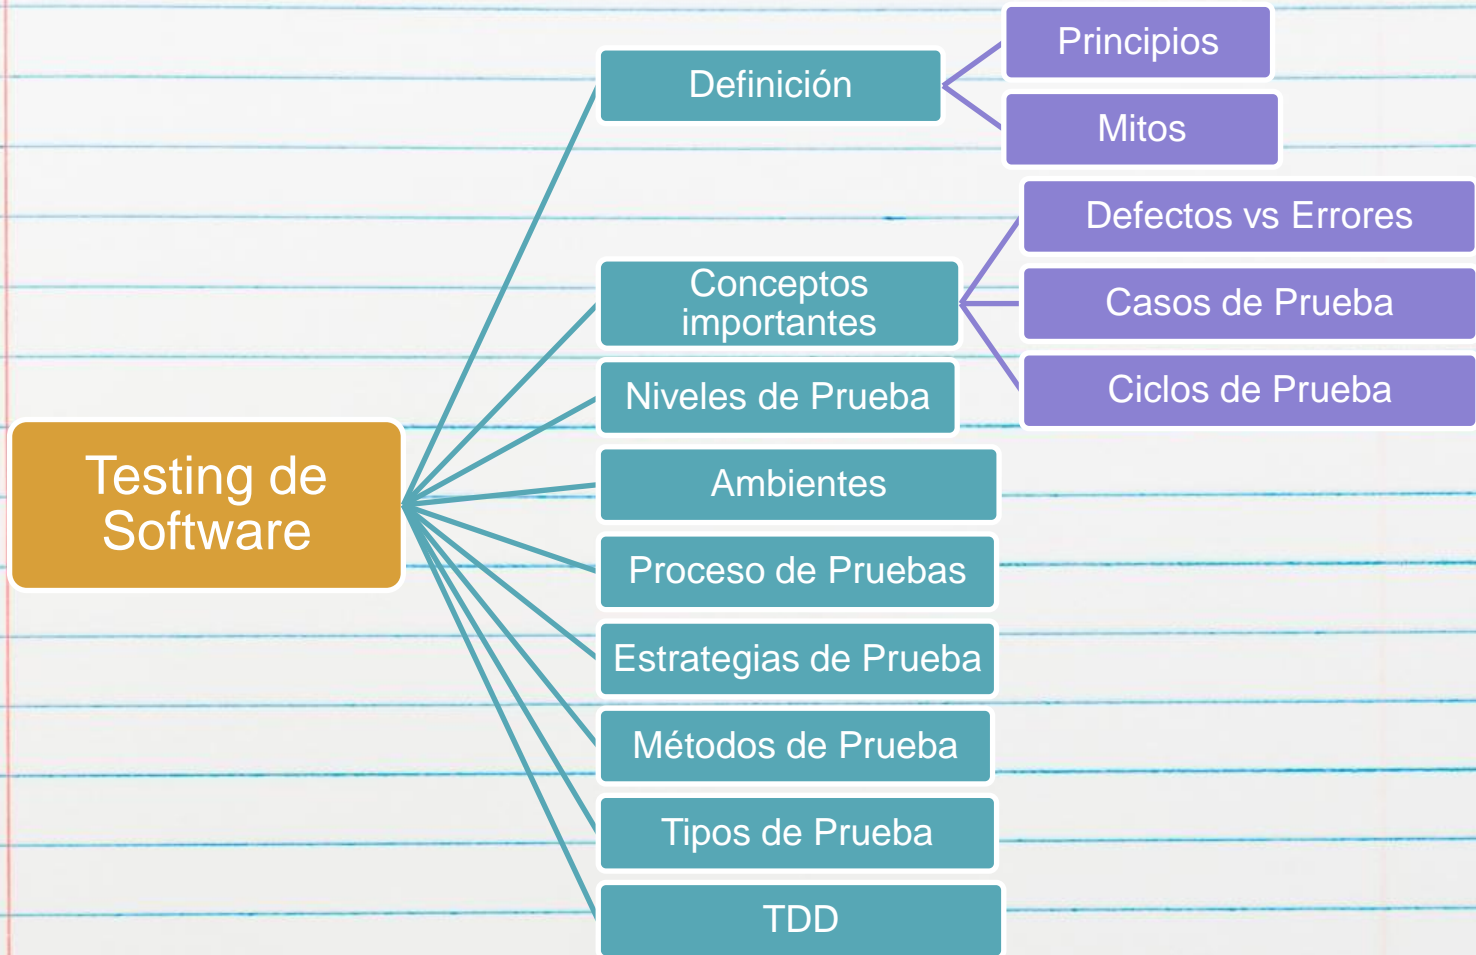 Testing de
Software
Definición
Principios
Mitos
Conceptos
importantes
Defectos vs Errores
Casos de Prueba
Ciclos de Prueba
Niveles de Prueba
Ambientes
Proceso de Pruebas
Estrategias de Prueba
Métodos de Prueba
Tipos de Prueba
TDD